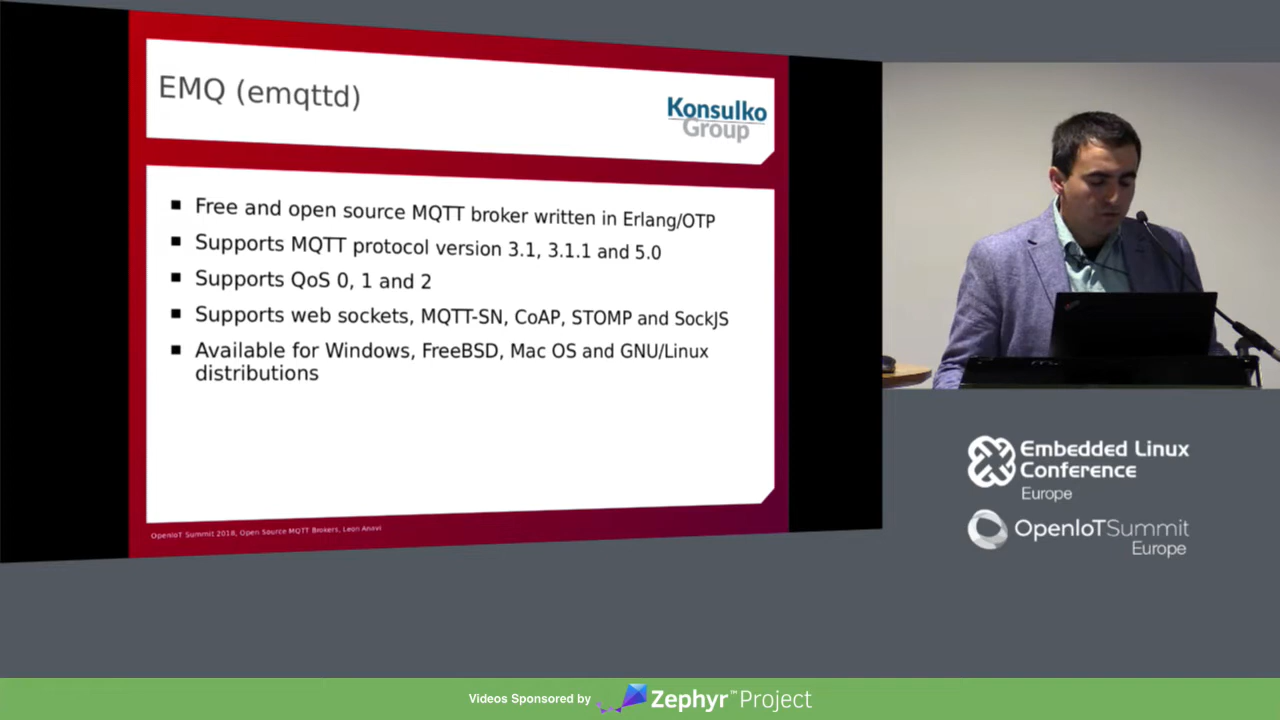 EMQ (emqttd)
Konsulko
Group
Free and open source MQTT broker written in Erlang/OTP
Supports MQTT protocol version 3.1, 3.1.1 and 5.0
Supports QoS 0, 1 and 2
Supports web sockets, MQTT-SN, CoAP, STOMP and SockJS
Available for Windows, FreeBSD, Mac OS and GNU/Linux
distributions
OpenIoT Summit 2018, Open Source MQTT Brokers, Leon Anavi
Embedded Linux
Conference
Europe
OpenIoTSummit
Europe
Videos Sponsored by Zephyr™Project